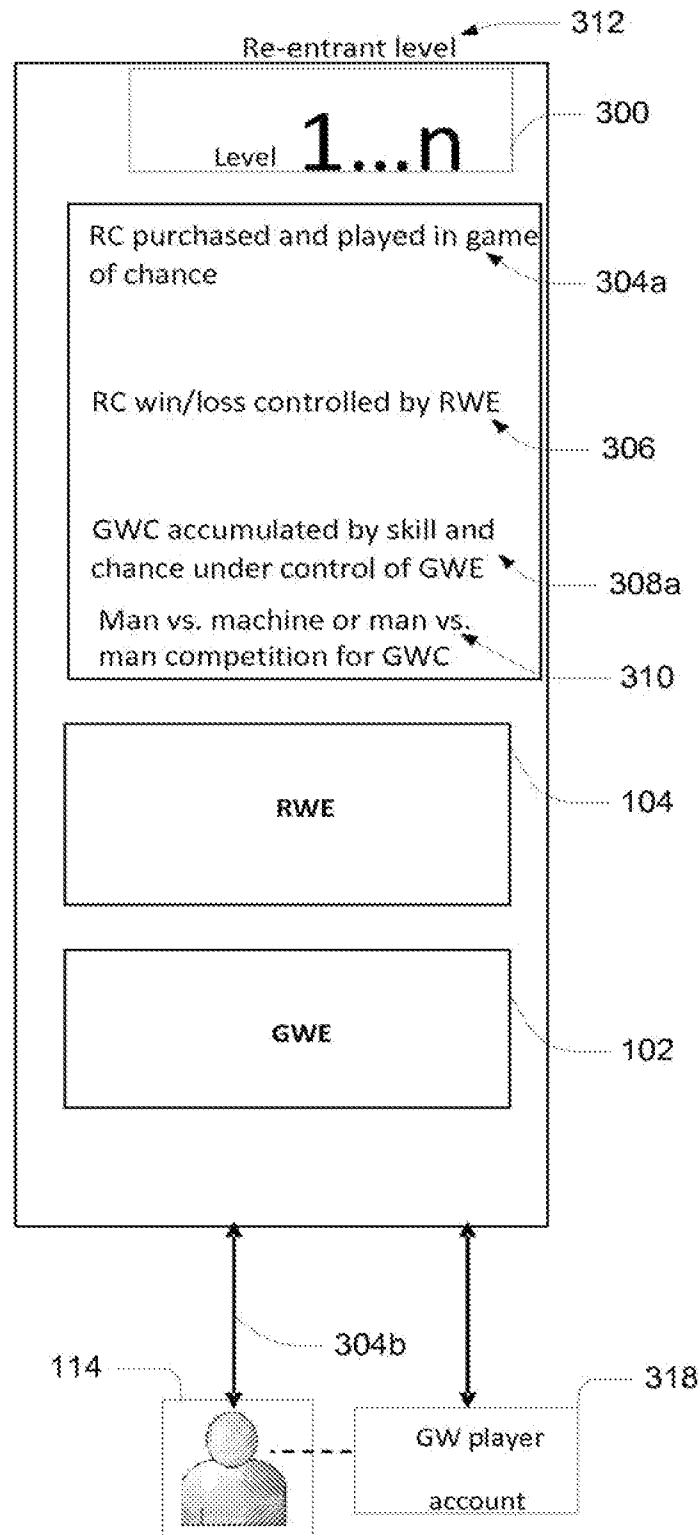 312
Re-entrant level
300
Level 1...n
RC purchased and played in game
of chance
304a
RC win/loss controlled by RWE
306
GWC accumulated by skill and
chance under control of GWE
308a
Man vs. machine or man vs.
man competition for GWC
310
RWE
104
GWE
102
304b
114
318
GW player
account